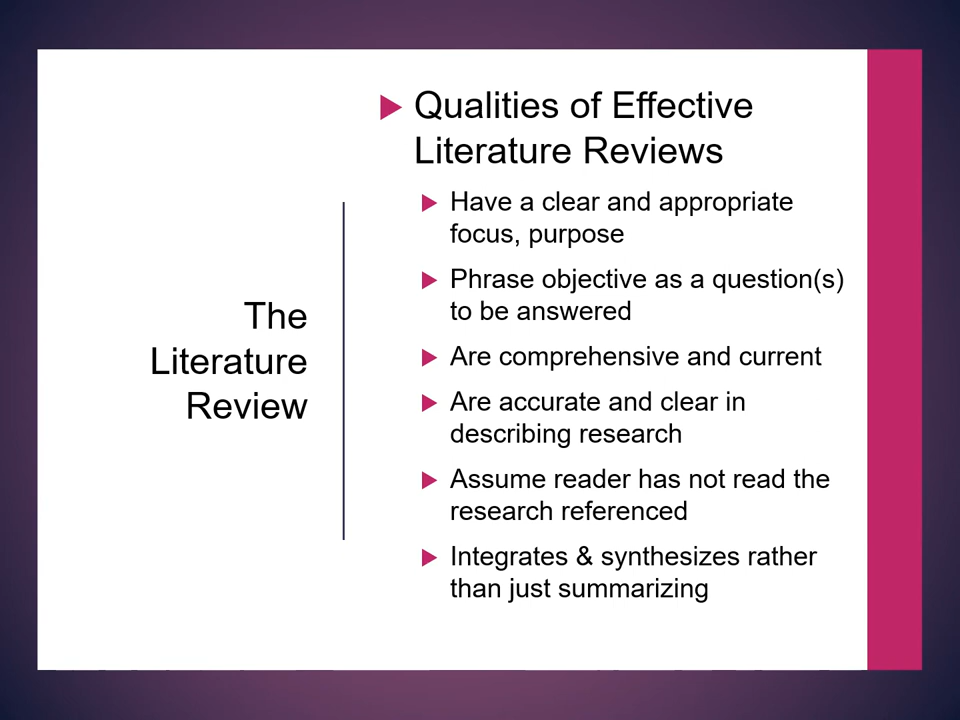 The
Literature
Review
Qualities of Effective
Literature Reviews
Have a clear and appropriate
focus, purpose
Phrase objective as a question(s)
to be answered
Are comprehensive and current
Are accurate and clear in
describing research
Assume reader has not read the
research referenced
Integrates & synthesizes rather
than just summarizing